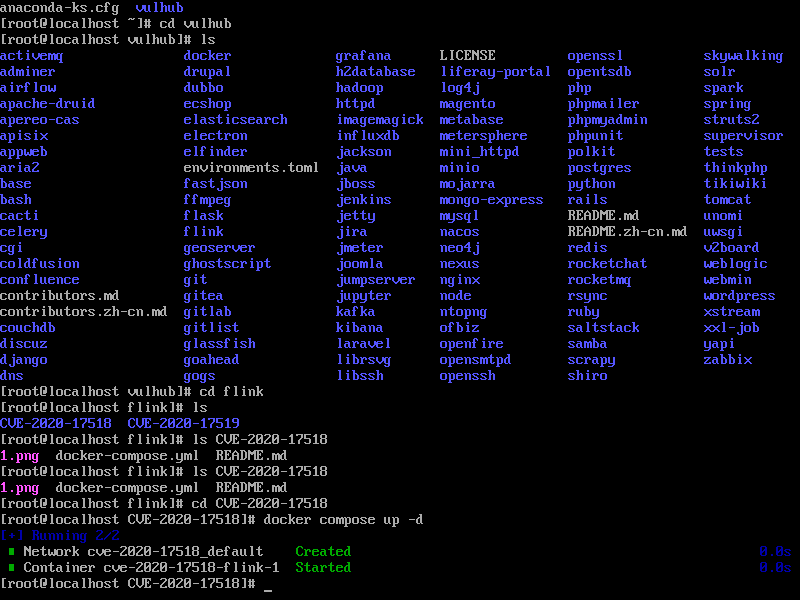 anaconda-ks.cfg  vulhub
[root@localhost ~]# cd vulhub
[root@localhost vulhub]# ls
activemq docker grafana LICENSE openssl skywalking
adminer drupal h2database liferay-portal opentsdb solr
airflow dubbo hadoop log4j php spark
apache-druid ecshop httpd magento phpmailer spring
apereo-cas elasticsearch imagemagick metabase phpmyadmin struts2
apisix electron influxdb metersphere phpunit supervisor
appweb elfinder jackson mini_httpd polkit tests
aria2 environments.toml java minio postgres thinkphp
base fastjson jboss mojarra python tikiwiki
bash ffmpeg jenkins mongo-express rails tomcat
cacti flask jetty mysql README.md unomi
celery flink jira nacos README.zh-cn.md uwsgi
cgi geoserver jmeter neo4j redis v2board
coldfusion ghostscript joomla nexus rocketchat weblogic
confluence git jumpserver nginx rocketmq webmin
contributors.md gitea jupyter node rsync wordpress
contributors.zh-cn.md gitlab kafka ntopng ruby xstream
couchdb gitlist kibana ofbiz saltstack xxl-job
discuz glassfish laravel openfire samba yapi
django goahead librsvg opensmtpd scrapy zabbix
dns gogs libssh openssh shiro
[root@localhost vulhub]# cd flink
[root@localhost flink]# ls
CVE-2020-17518  CVE-2020-17519
[root@localhost flink]# ls CVE-2020-17518
1.png  docker-compose.yml  README.md
[root@localhost flink]# ls CVE-2020-17518
1.png  docker-compose.yml  README.md
[root@localhost flink]# cd CVE-2020-17518
[root@localhost CVE-2020-17518]# docker compose up -d
[+] Running 2/2
Network cve-2020-17518_default    Created 0.0s
Container cve-2020-17518-flink-1  Started 0.0s
[root@localhost CVE-2020-17518]# _